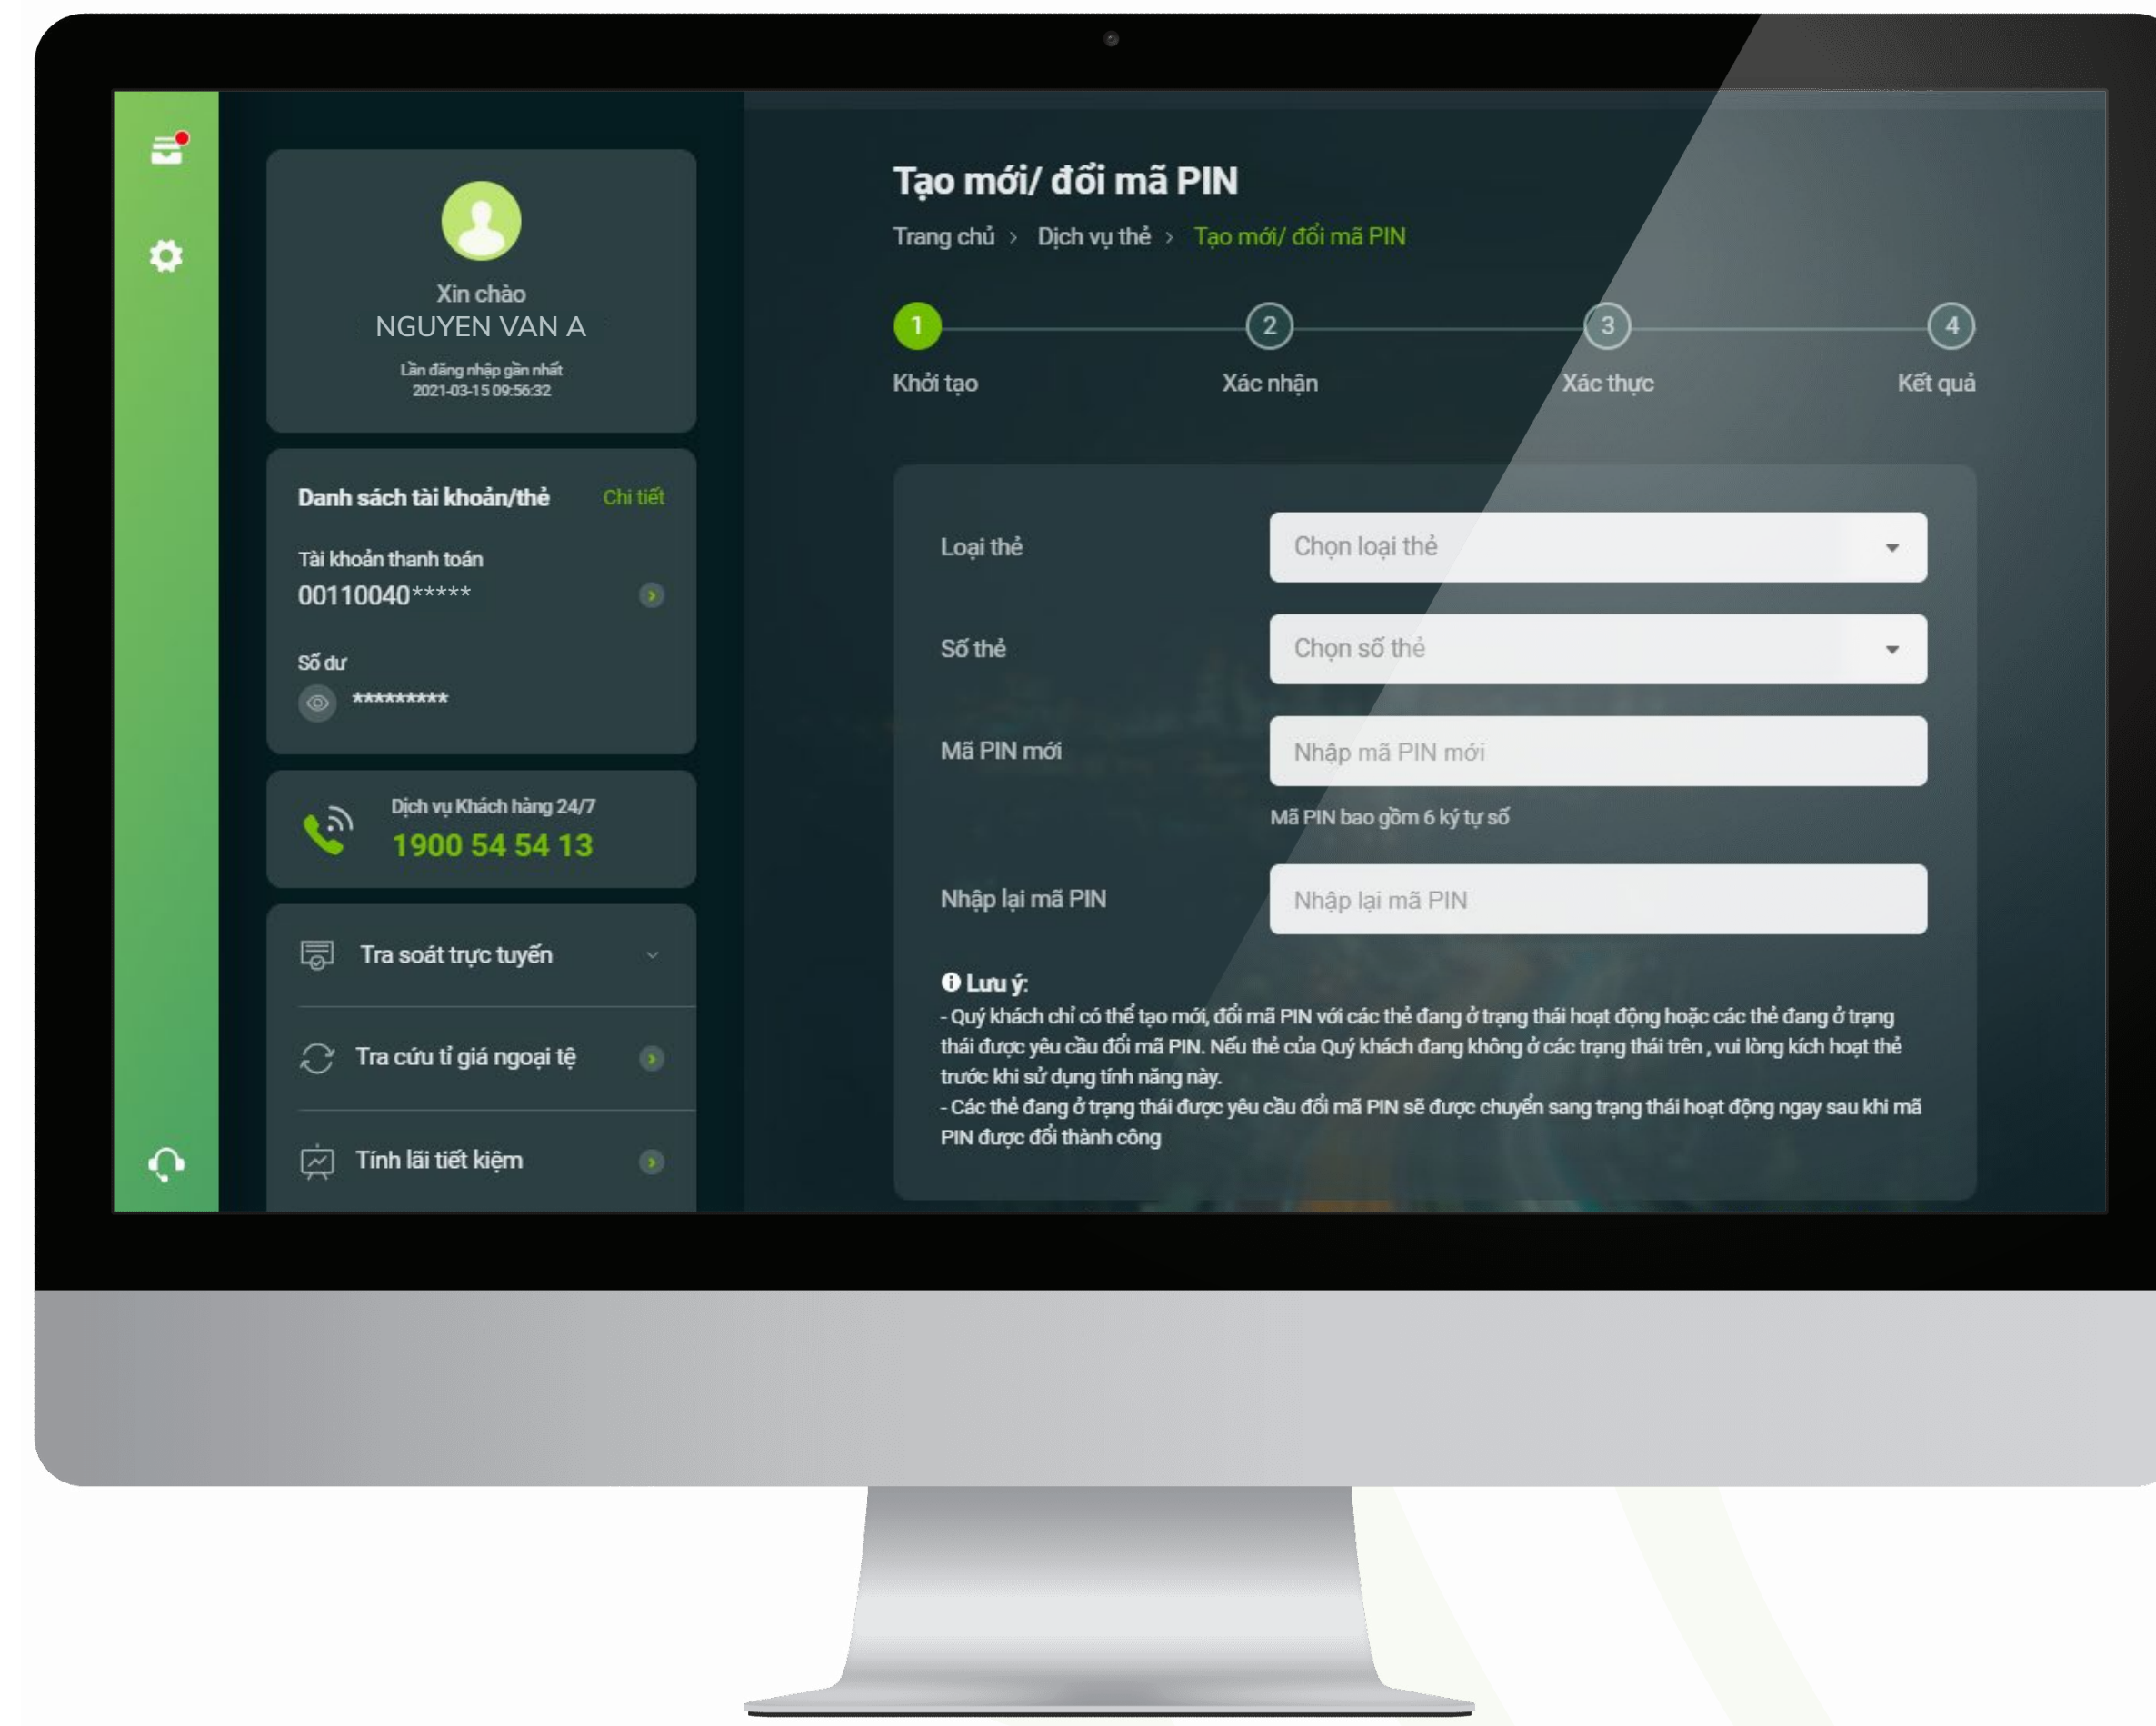 Xin chào
NGUYEN VAN A
Lần đăng nhập gần nhất
2021-03-15 09:56:32
Danh sách tài khoản/thẻ Chi tiết
Tài khoản thanh toán
00110040*****
Số dư
*********
Dịch vụ Khách hàng 24/7
1900 54 54 13
Tra soát trực tuyến
Tra cứu tỉ giá ngoại tệ
Tính lãi tiết kiệm
Tạo mới/ đổi mã PIN
Trang chủ > Dịch vụ thẻ > Tạo mới/ đổi mã PIN
1 2 3 4
Khởi tạo Xác nhận Xác thực Kết quả
Loại thẻ Chọn loại thẻ
Số thẻ Chọn số thẻ
Mã PIN mới Nhập mã PIN mới
Mã PIN bao gồm 6 ký tự số
Nhập lại mã PIN Nhập lại mã PIN
Lưu ý:
- Quý khách chỉ có thể tạo mới, đổi mã PIN với các thẻ đang ở trạng thái hoạt động hoặc các thẻ đang ở trạng
thái được yêu cầu đổi mã PIN. Nếu thẻ của Quý khách đang không ở các trạng thái trên , vui lòng kích hoạt thẻ
trước khi sử dụng tính năng này.
- Các thẻ đang ở trạng thái được yêu cầu đổi mã PIN sẽ được chuyển sang trạng thái hoạt động ngay sau khi mã
PIN được đổi thành công